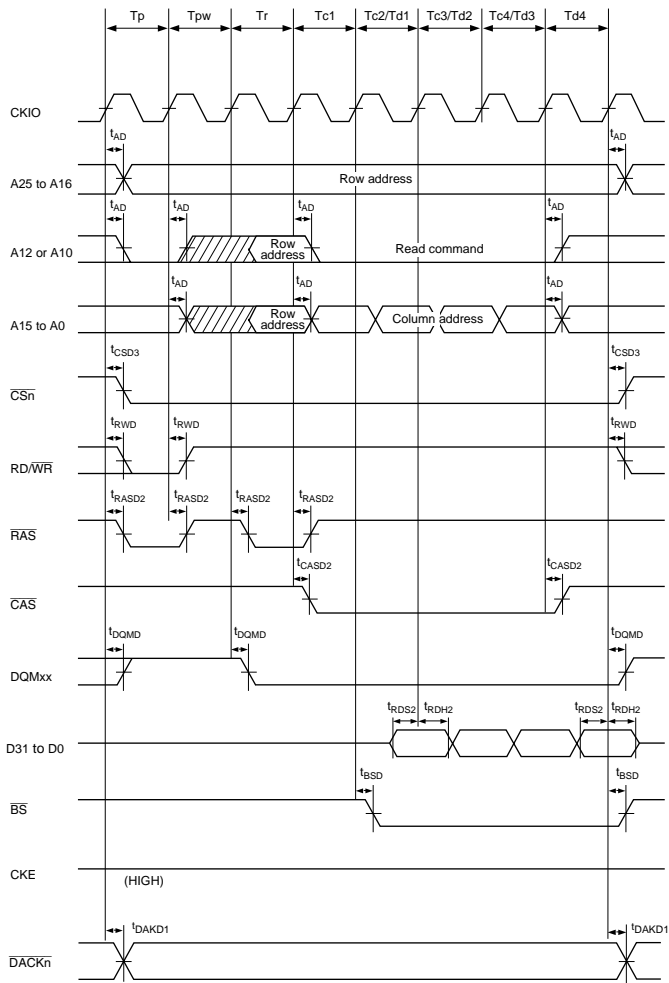 Tp Tpw Tr Tc1 Tc2/Td1 Tc3/Td2 Tc4/Td3 Td4
CKIO
tAD tAD
A25 to A16 Row address
tAD tAD tAD tAD
A12 or A10 Row address Read command
tAD tAD tAD
A15 to A0 Row address Column address
tCSD3 tCSD3
CSn
tRWD tRWD tRWD
RD/WR
tRASD2 tRASD2 tRASD2 tRASD2
RAS
tCASD2 tCASD2
CAS
tDQMD tDQMD tDQMD
DQMxx
tRDS2 tRDH2 tRDS2 tRDH2
D31 to D0
tBSD tBSD
BS
CKE
(HIGH)
tDAKD1 tDAKD1
DACKn